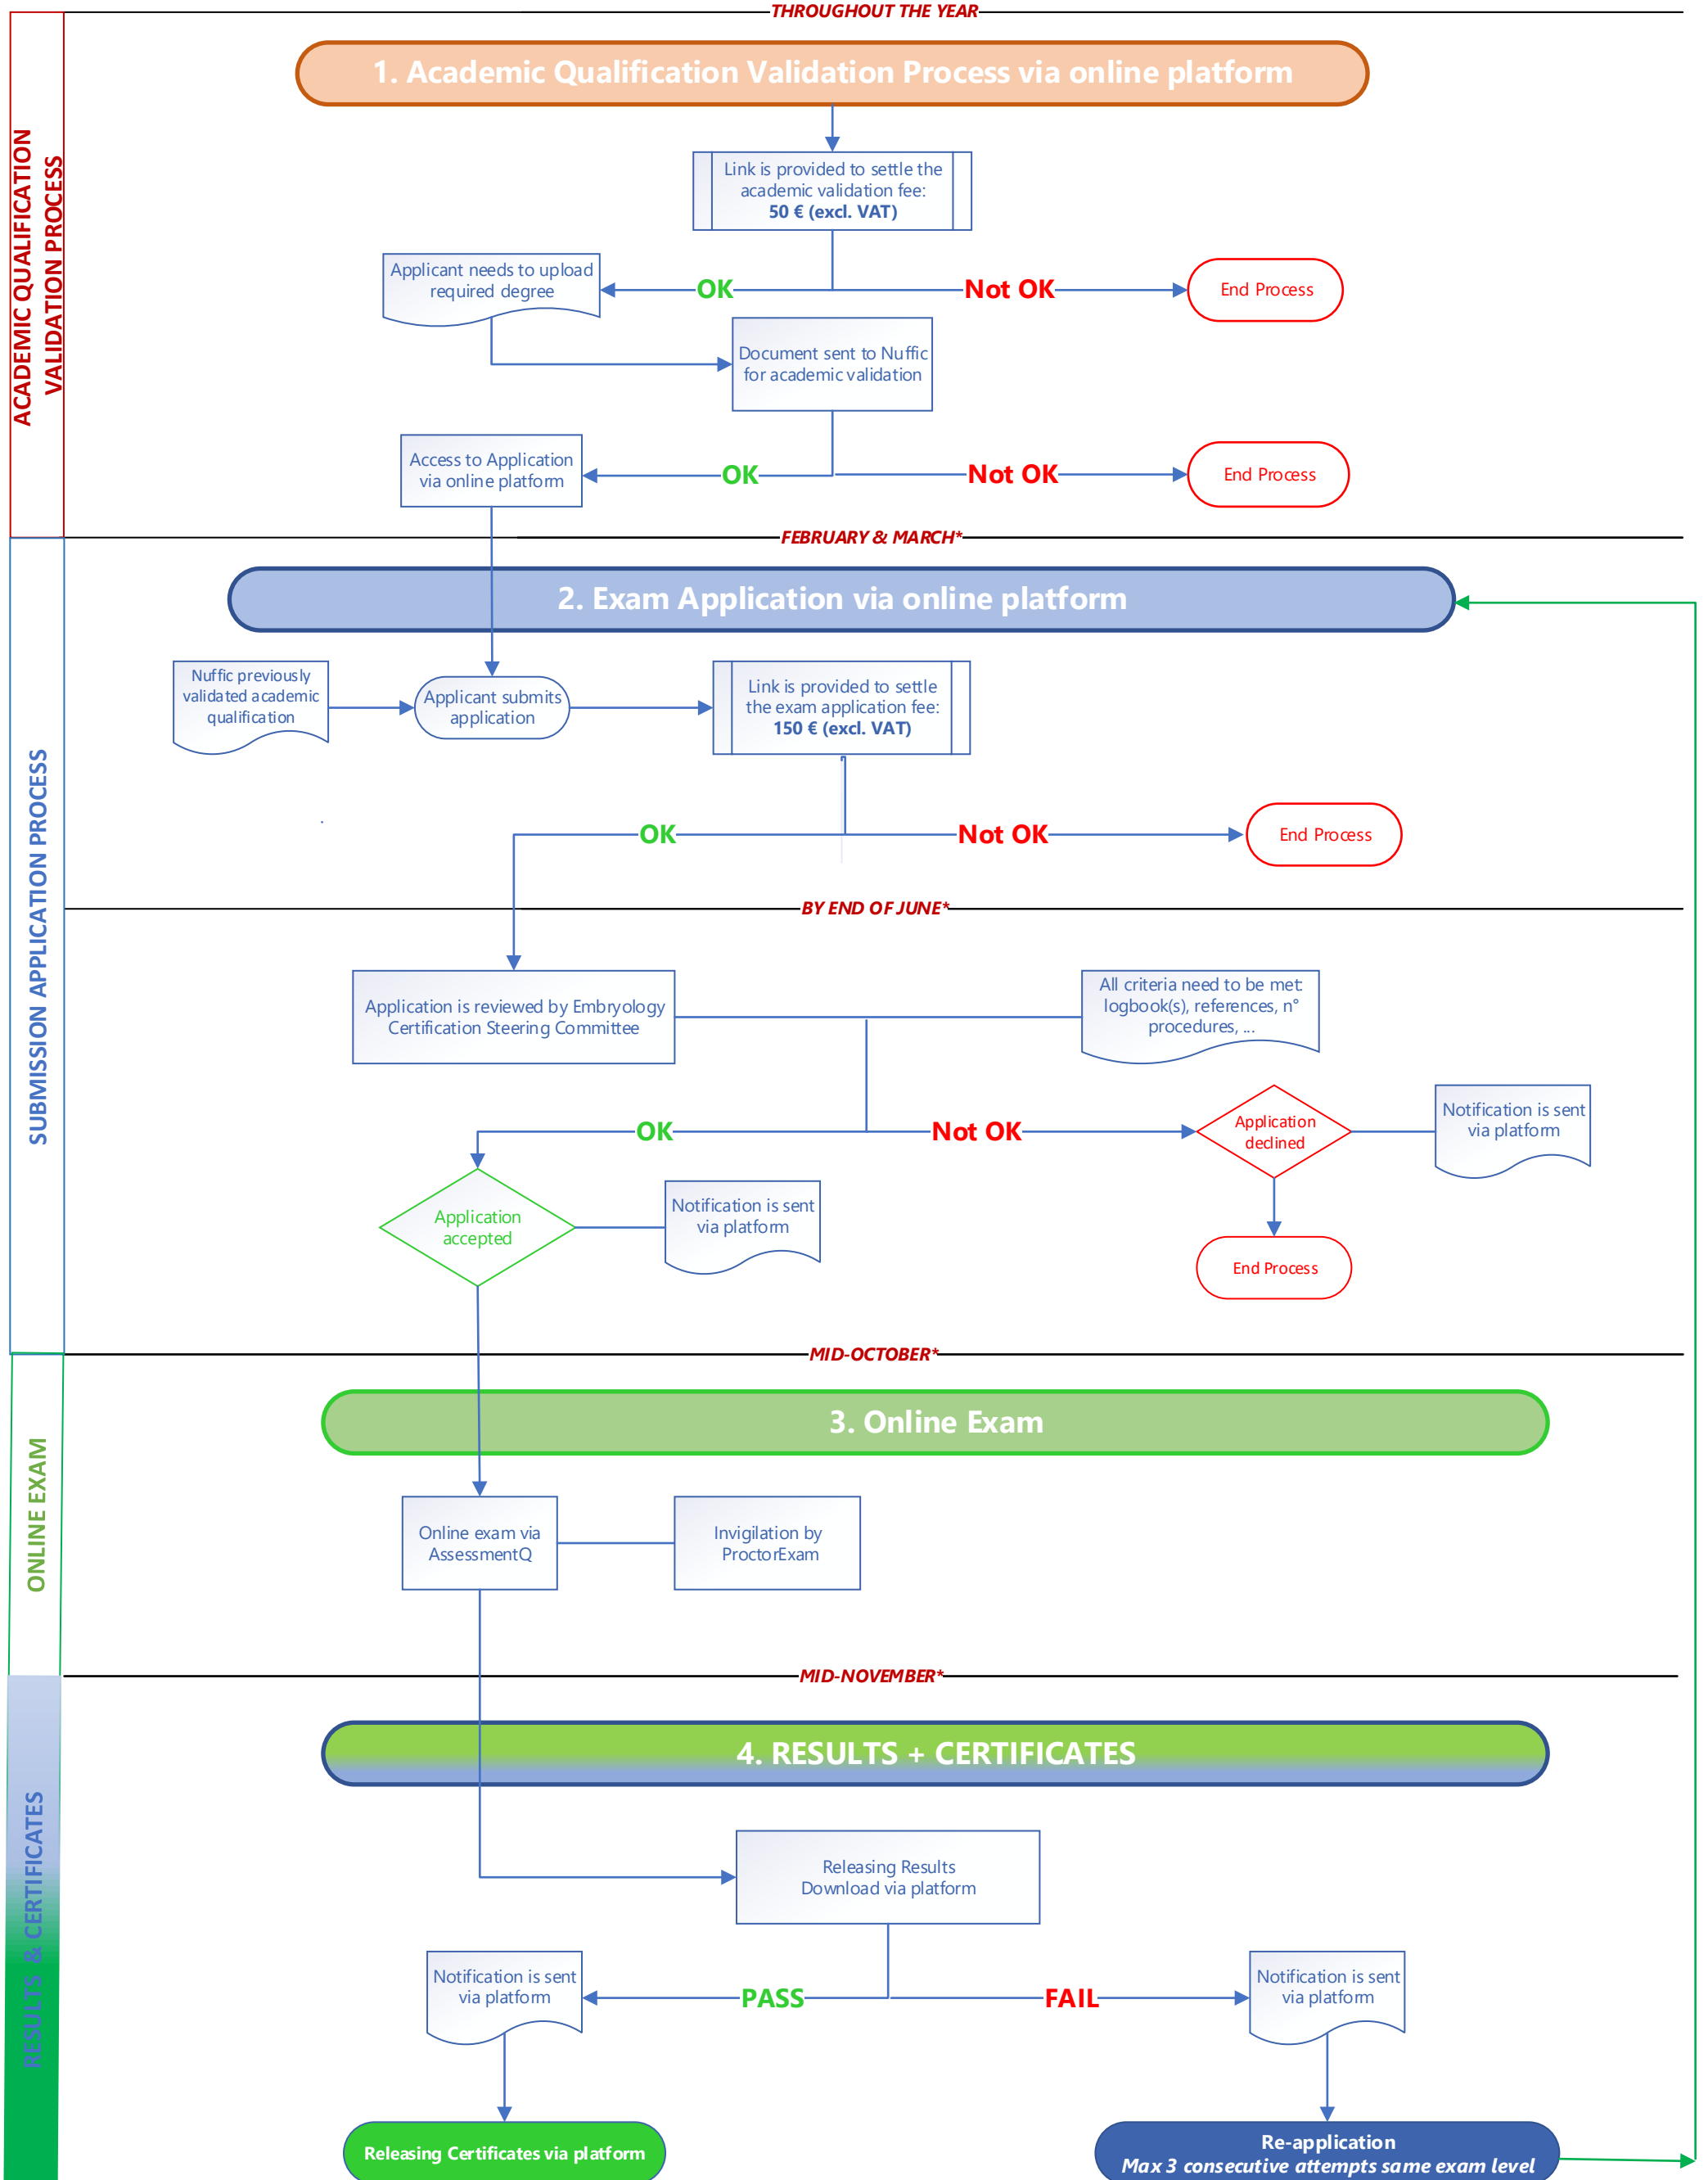 THROUGHOUT THE YEAR
ACADEMIC QUALIFICATION
VALIDATION PROCESS
1. Academic Qualification Validation Process via online platform
Link is provided to settle the
academic validation fee:
50 € (excl. VAT)
Applicant needs to upload
required degree
OK
Not OK
End Process
Document sent to Nuffic
for academic validation
Access to Application
via online platform
OK
Not OK
End Process
FEBRUARY & MARCH*
SUBMISSION APPLICATION PROCESS
2. Exam Application via online platform
Nuffic previously
validated academic
qualification
Applicant submits
application
Link is provided to settle
the exam application fee:
150 € (excl. VAT)
OK
Not OK
End Process
BY END OF JUNE*
Application is reviewed by Embryology
Certification Steering Committee
All criteria need to be met:
logbook(s), references, n°
procedures, ...
OK
Not OK
Application
declined
Notification is sent
via platform
Application
accepted
Notification is sent
via platform
End Process
MID-OCTOBER*
ONLINE EXAM
3. Online Exam
Online exam via
AssessmentQ
Invigilation by
ProctorExam
MID-NOVEMBER*
RESULTS & CERTIFICATES
4. RESULTS + CERTIFICATES
Releasing Results
Download via platform
Notification is sent
via platform
PASS
FAIL
Notification is sent
via platform
Releasing Certificates via platform
Re-application
Max 3 consecutive attempts same exam level